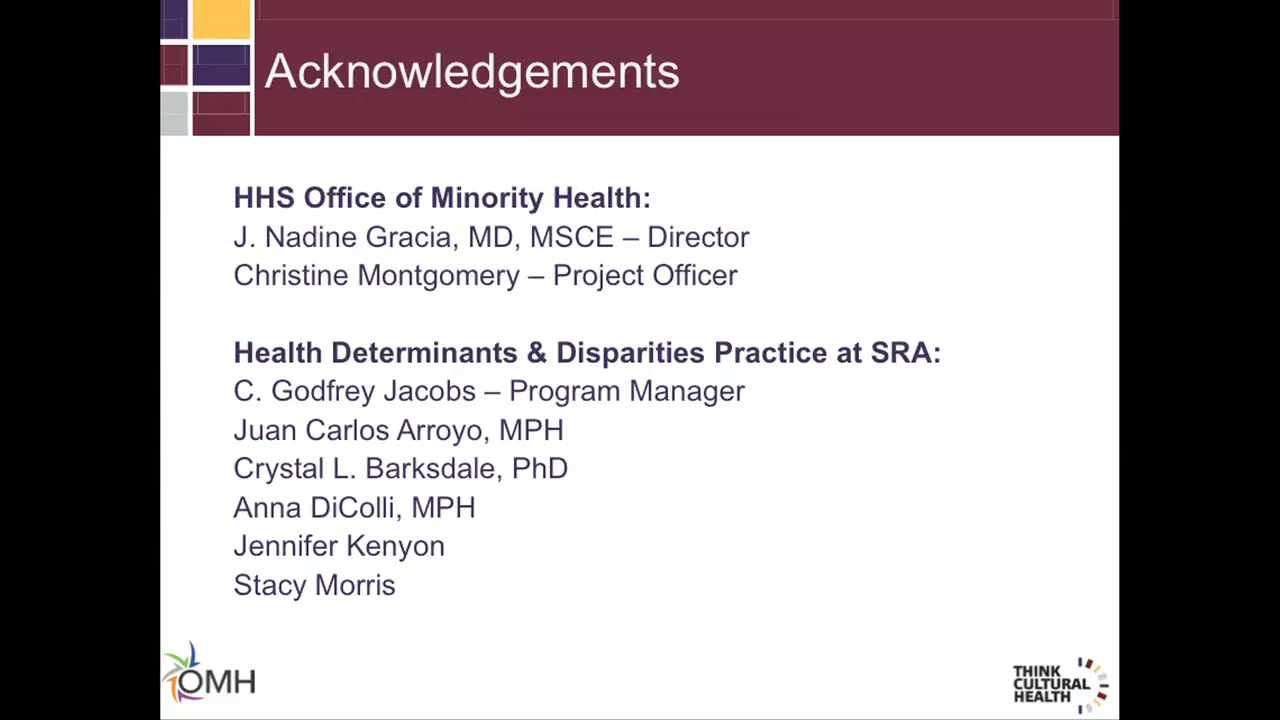 Acknowledgements
HHS Office of Minority Health:
J. Nadine Gracia, MD, MSCE – Director
Christine Montgomery – Project Officer
Health Determinants & Disparities Practice at SRA:
C. Godfrey Jacobs – Program Manager
Juan Carlos Arroyo, MPH
Crystal L. Barksdale, PhD
Anna DiColli, MPH
Jennifer Kenyon
Stacy Morris
OMH
THINK
CULTURAL
HEALTH